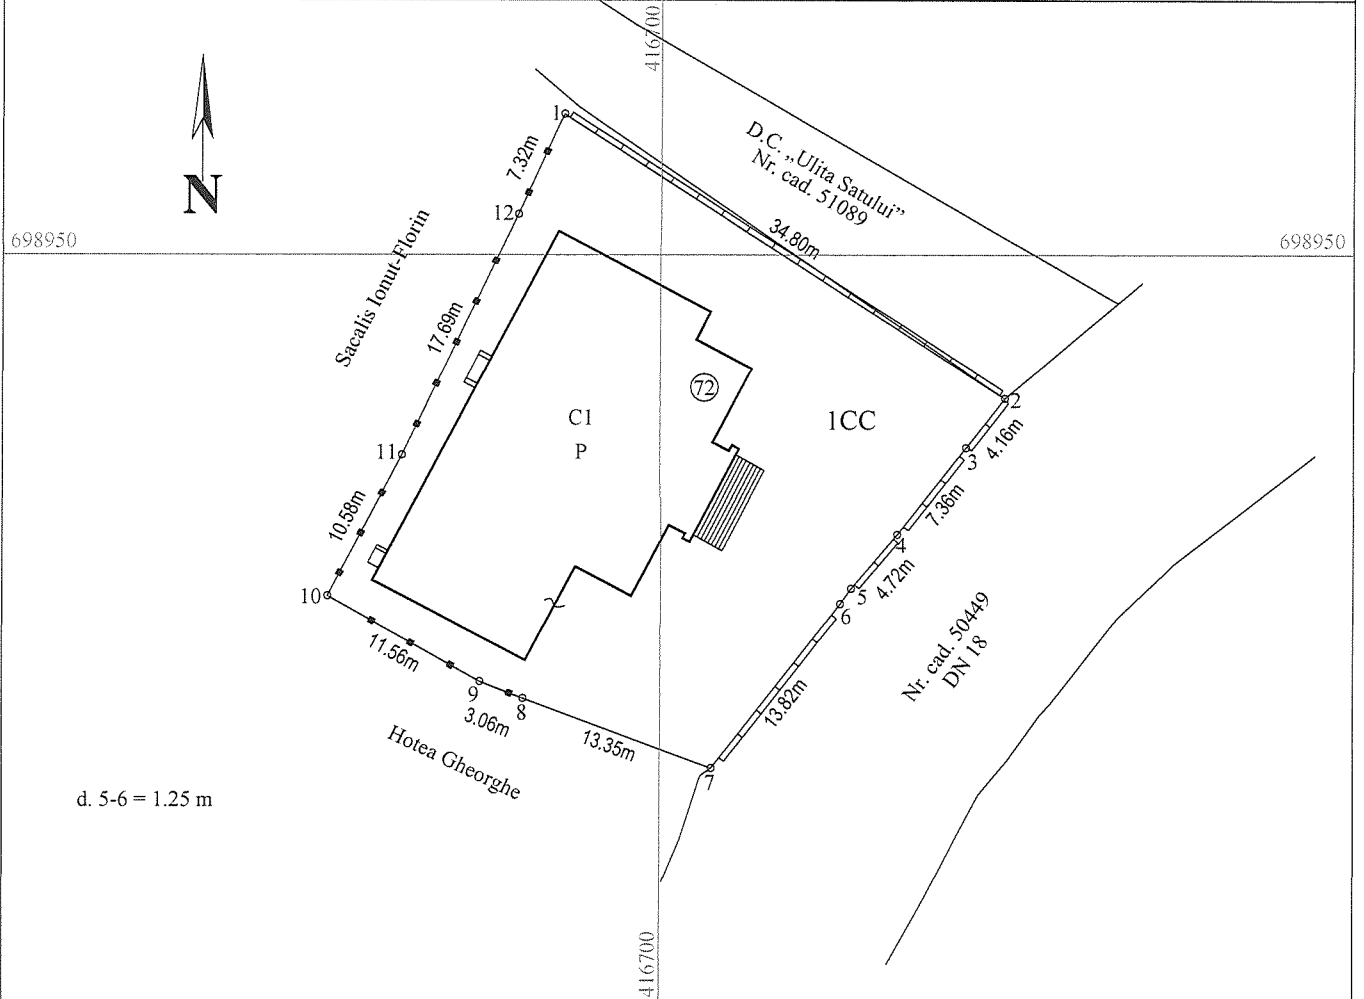 416700
1
D.C. „Ulita Satului”
Nr. cad. 51089
7.32m
N
12
34.80m
698950
698950
Sacalis Ionut-Florin
17.69m
72
2
C1
1CC
4.16m
P
11
3
7.36m
10.58m
4
4.72m
10
5
6
Nr. cad. 50449
DN 18
11.56m
9
8
3.06m
13.82m
13.35m
Hotea Gheorghe
7
d. 5-6 = 1.25 m
416700